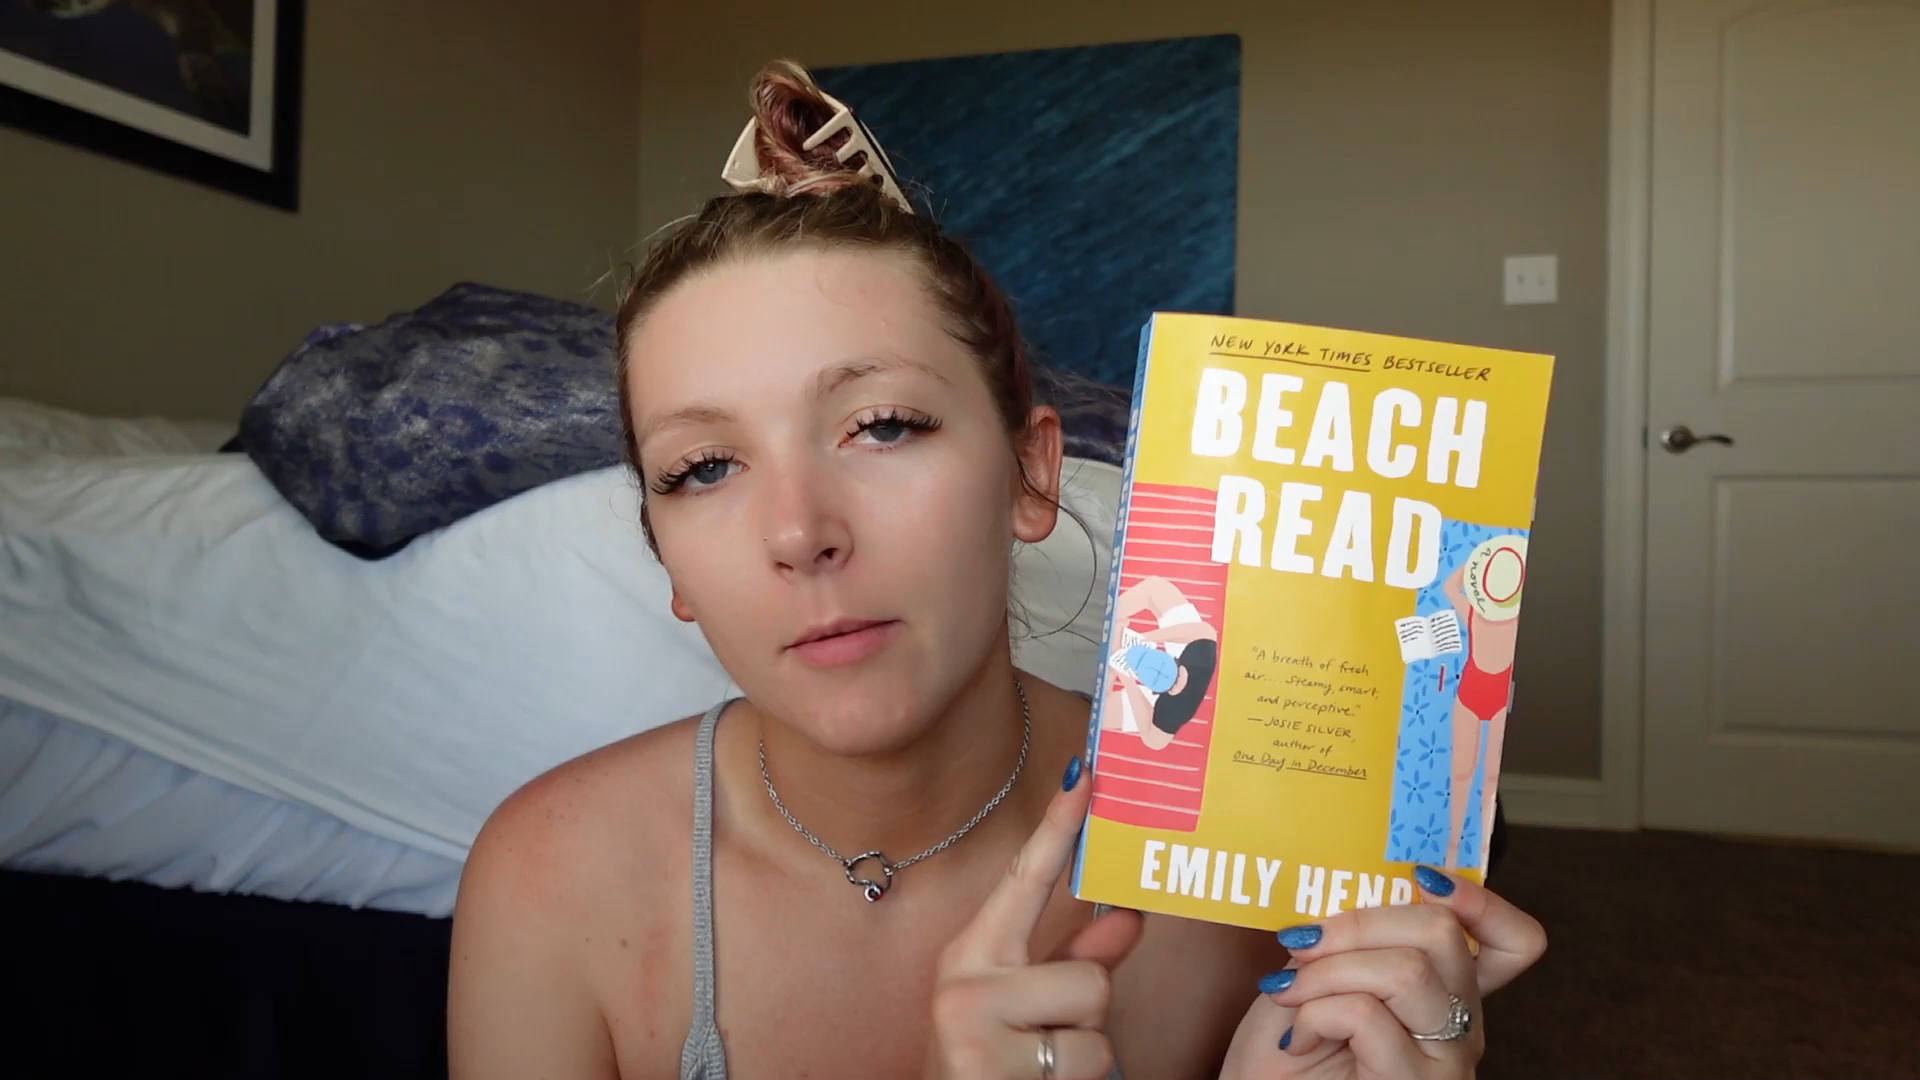 NEW YORK TIMES BESTSELLER
BEACH
READ
a novel
"A breath of fresh
air.... Steamy, smart,
and perceptive."
—JOSIE SILVER,
author of
One Day in December
EMILY HENR